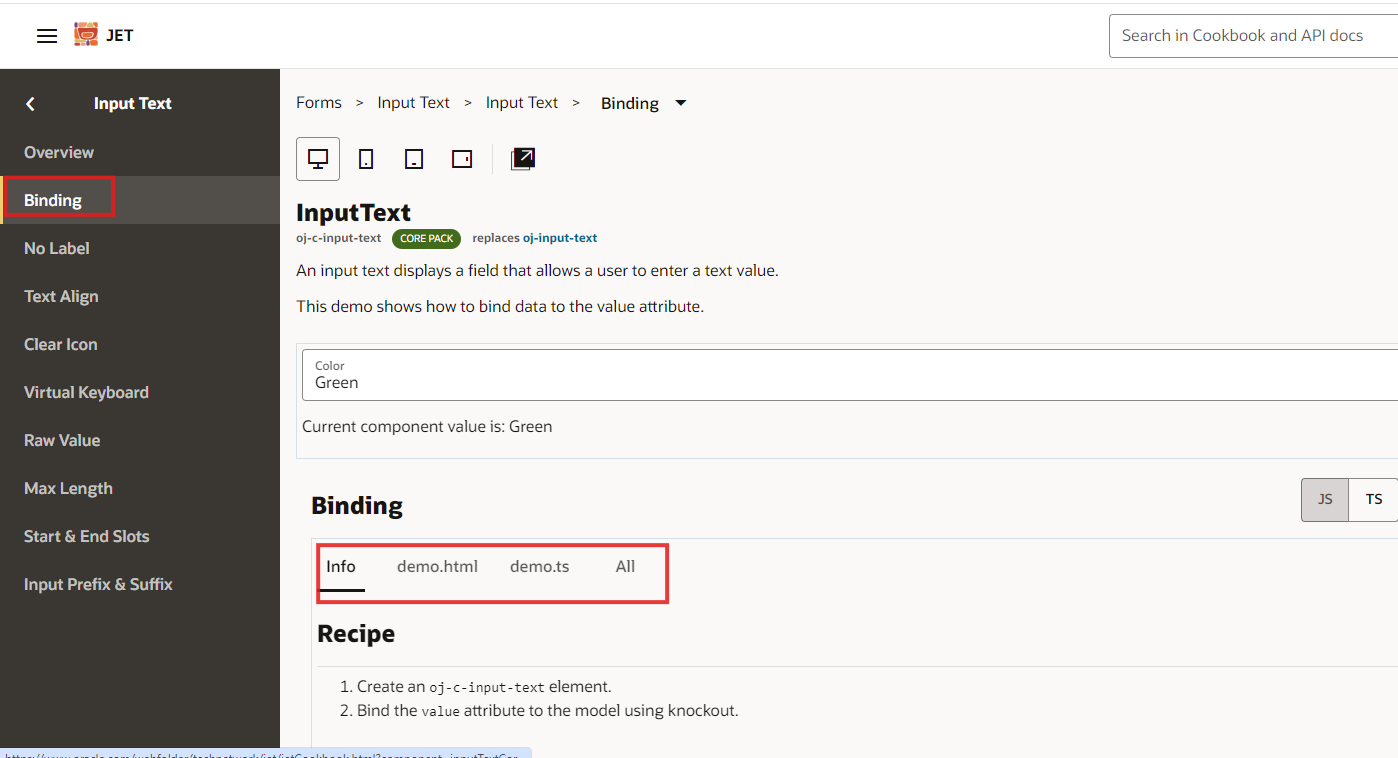 JET
Search in Cookbook and API docs
Input Text
Overview
Binding
No Label
Text Align
Clear Icon
Virtual Keyboard
Raw Value
Max Length
Start & End Slots
Input Prefix & Suffix
Forms > Input Text > Input Text > Binding
InputText
oj-c-input-text CORE PACK replaces oj-input-text
An input text displays a field that allows a user to enter a text value.
This demo shows how to bind data to the value attribute.
Color
Green
Current component value is: Green
Binding
JS TS
Info demo.html demo.ts All
Recipe
1. Create an oj-c-input-text element.
2. Bind the value attribute to the model using knockout.